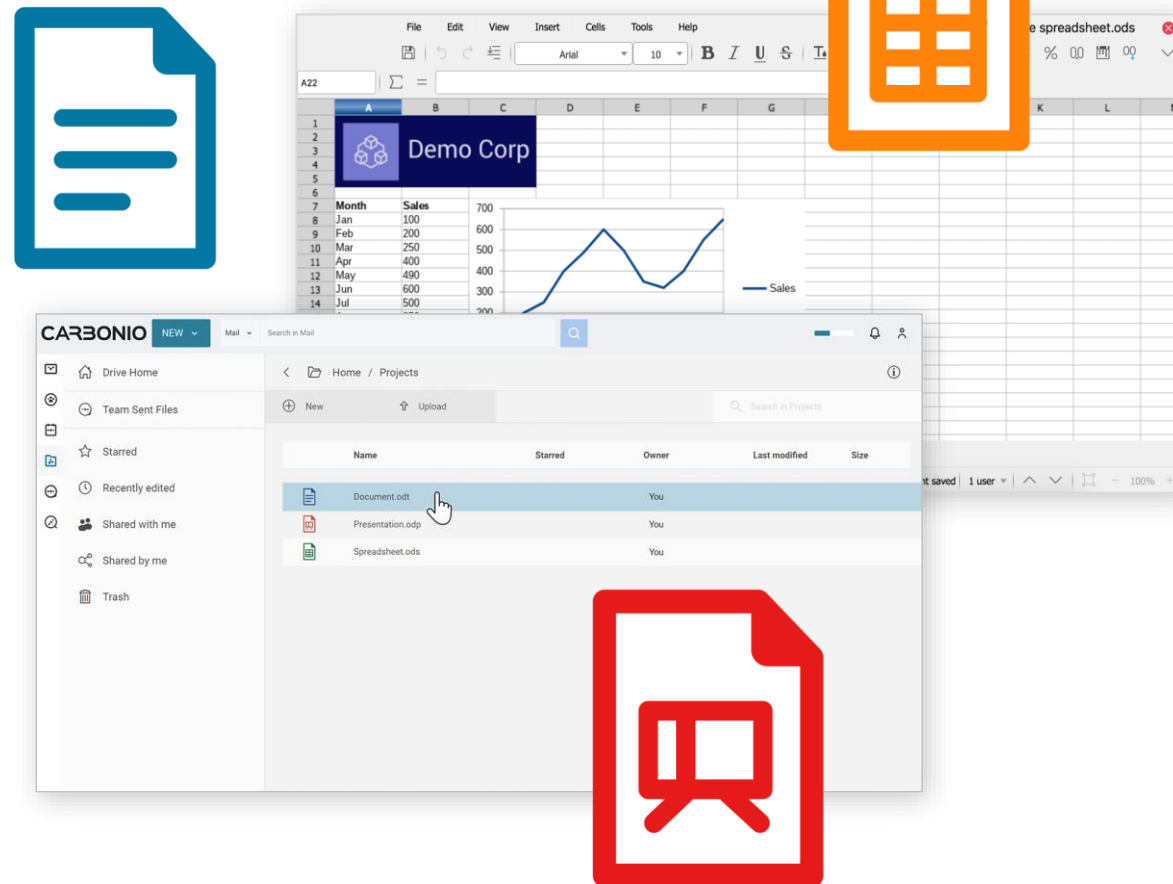 File Edit View Insert Cells Tools Help
e spreadsheet.ods
Arial 10 B I U S
% 00
A22 Σ =
A B C D E F G K L
1
2
3
4
5
6
Demo Corp
7 Month Sales
8 Jan 100
9 Feb 200
10 Mar 250
11 Apr 400
12 May 490
13 Jun 600
14 Jul 500
700
600
500
400
300
200
Sales
CARBONIO NEW Mail Search in Mail
Drive Home
Team Sent Files
Starred
Recently edited
Shared with me
Shared by me
Trash
Home / Projects
New Upload Search in Projects
Name Starred Owner Last modified Size
Document.odt You
Presentation.odp You
Spreadsheet.ods You
nt saved 1 user 100%